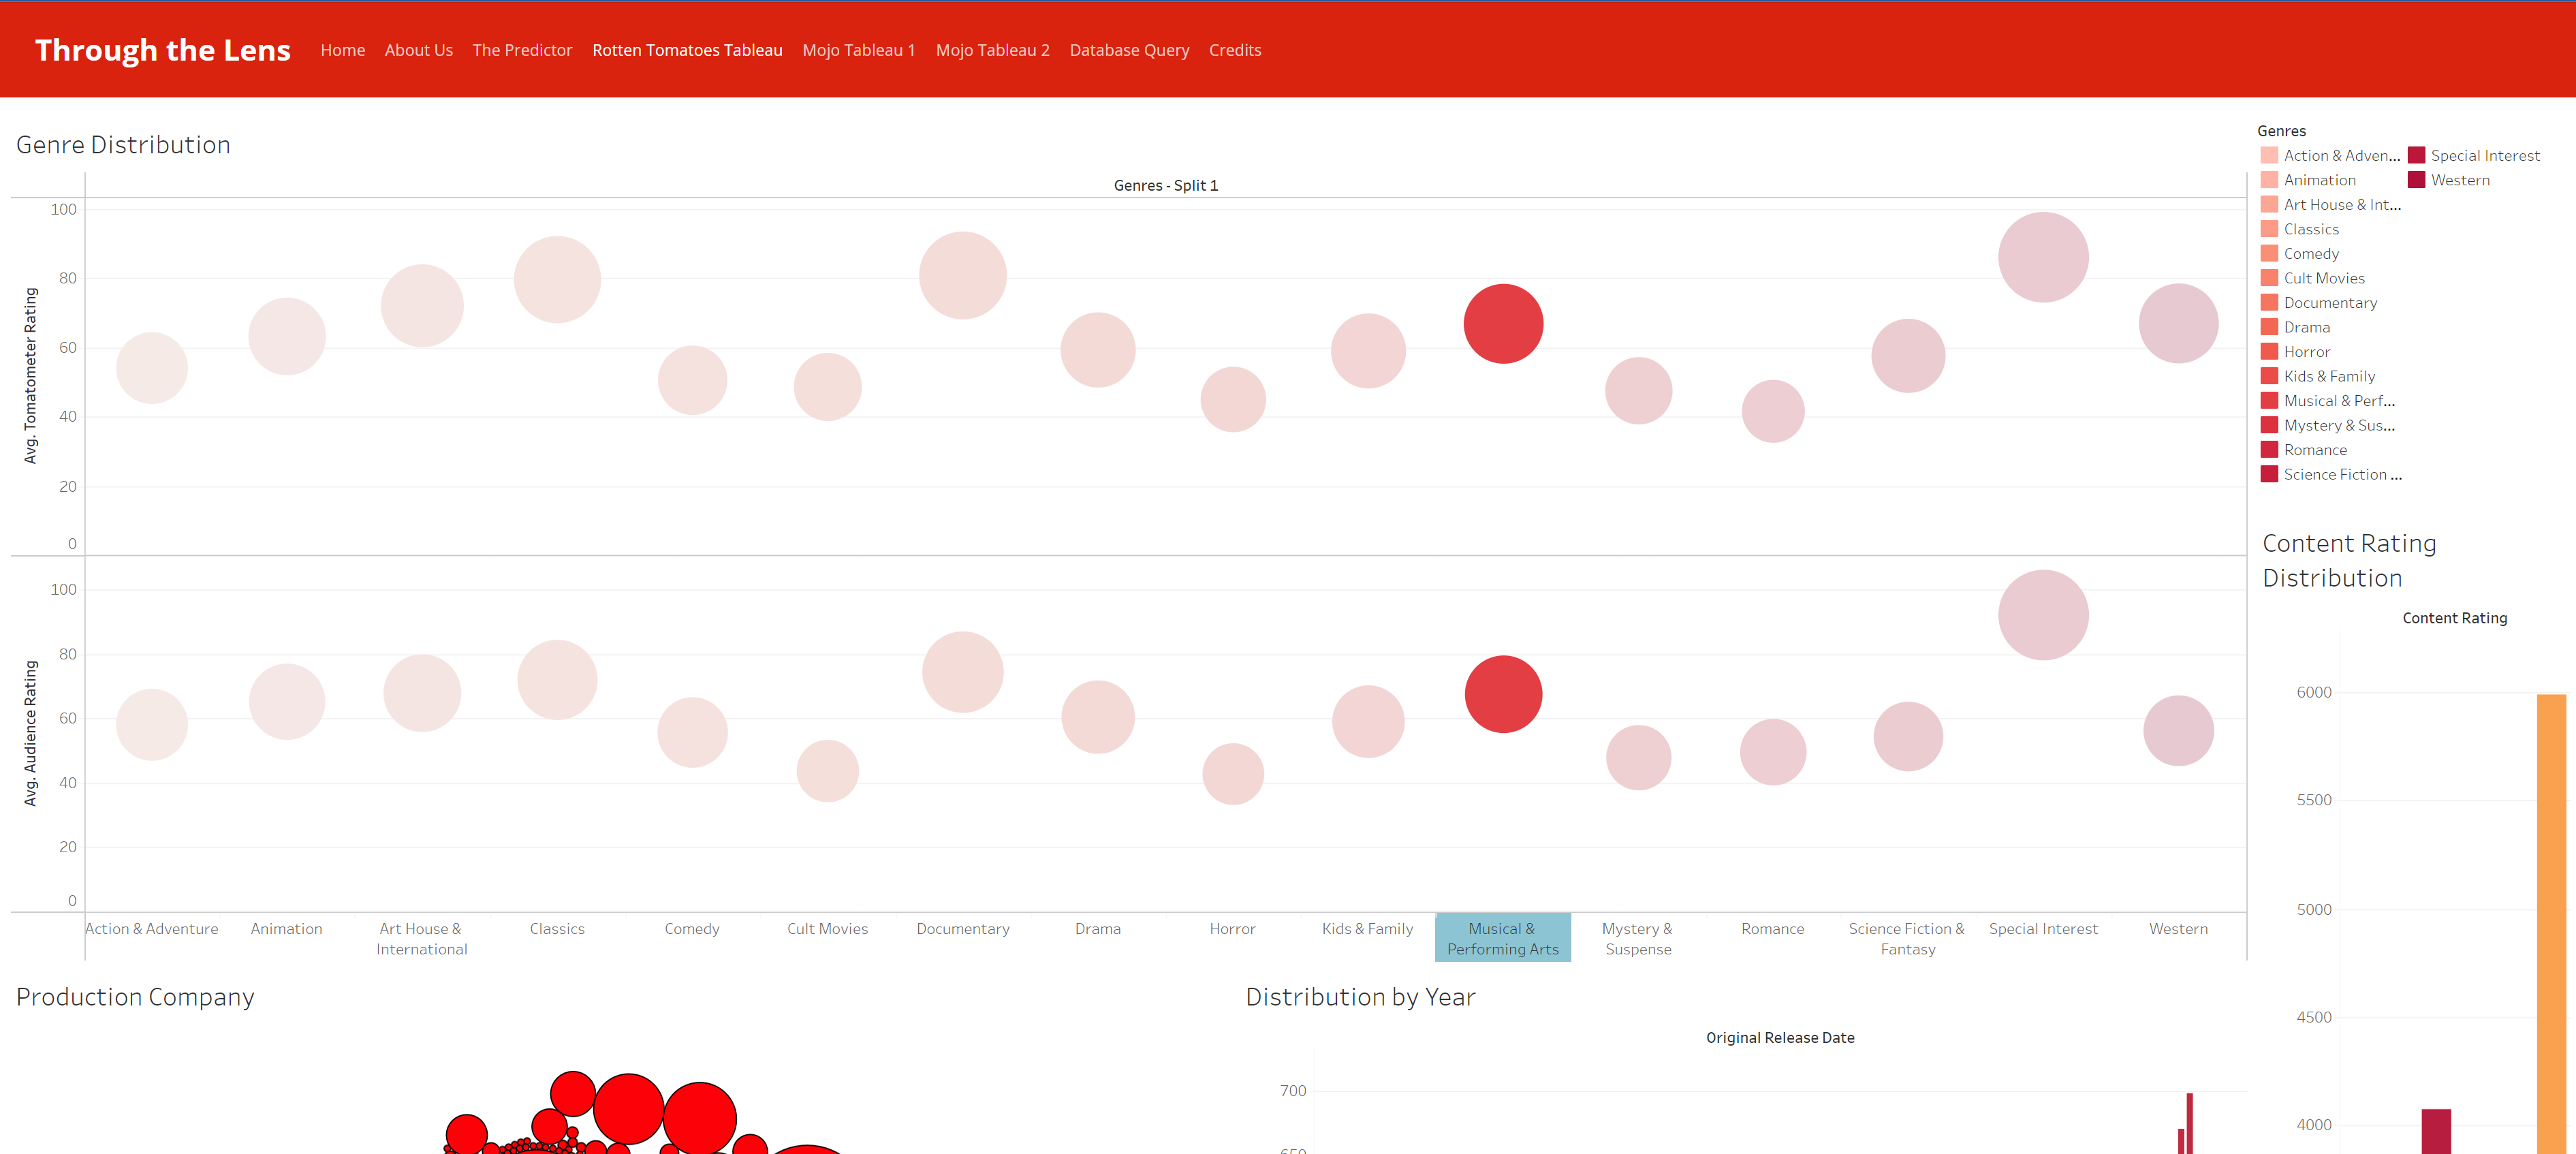 Through the Lens
Home About Us The Predictor Rotten Tomatoes Tableau Mojo Tableau 1 Mojo Tableau 2 Database Query Credits
Genre Distribution
Genres - Split 1
Avg. Tomatometer Rating
100
80
60
40
20
0
Avg. Audience Rating
100
80
60
40
20
0
Action & Adventure
Animation
Art House &
International
Classics
Comedy
Cult Movies
Documentary
Drama
Horror
Kids & Family
Musical &
Performing Arts
Mystery &
Suspense
Romance
Science Fiction &
Fantasy
Special Interest
Western
Genres
Action & Adven...
Animation
Art House & Int...
Classics
Comedy
Cult Movies
Documentary
Drama
Horror
Kids & Family
Musical & Perf...
Mystery & Sus...
Romance
Science Fiction ...
Special Interest
Western
Content Rating
Distribution
Content Rating
6000
5500
5000
4500
4000
Production Company
Distribution by Year
Original Release Date
700